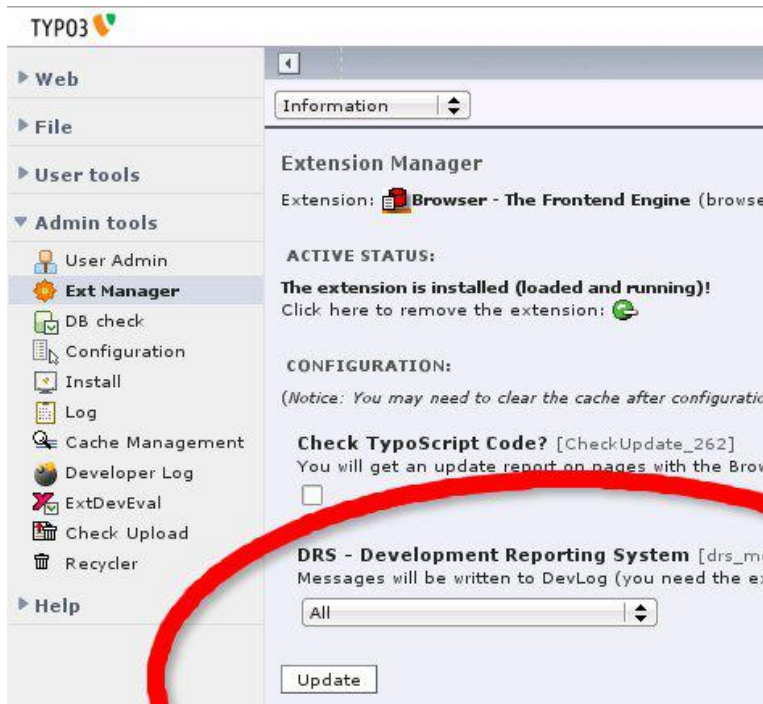 TYPO3
Web
File
User tools
Admin tools
User Admin
Ext Manager
DB check
Configuration
Install
Log
Cache Management
Developer Log
ExtDevEval
Check Upload
Recycler
Help
Information
Extension Manager
Extension: Browser - The Frontend Engine (browse
ACTIVE STATUS:
The extension is installed (loaded and running)!
Click here to remove the extension:
CONFIGURATION:
(Notice: You may need to clear the cache after configuratio
Check TypoScript Code? [CheckUpdate_262]
You will get an update report on pages with the Brow
DRS - Development Reporting System [drs_m
Messages will be written to DevLog (you need the e
All
Update